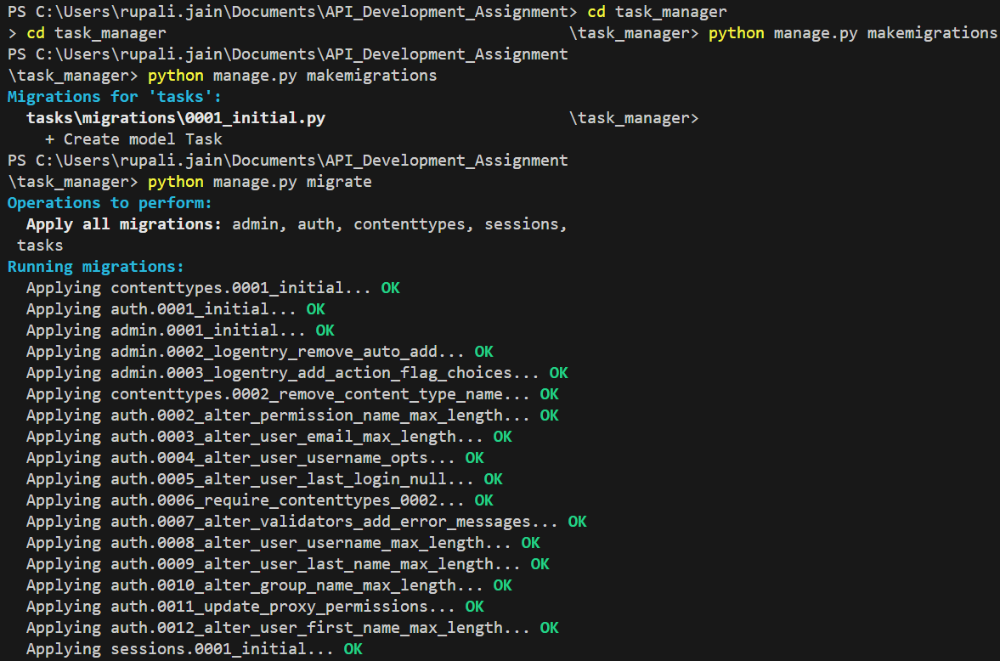 PS C:\Users\rupali.jain\Documents\API_Development_Assignment> cd task_manager
> cd task_manager \task_manager> python manage.py makemigrations
PS C:\Users\rupali.jain\Documents\API_Development_Assignment
\task_manager> python manage.py makemigrations
Migrations for 'tasks':
tasks\migrations\0001_initial.py \task_manager>
+ Create model Task
PS C:\Users\rupali.jain\Documents\API_Development_Assignment
\task_manager> python manage.py migrate
Operations to perform:
Apply all migrations: admin, auth, contenttypes, sessions,
tasks
Running migrations:
Applying contenttypes.0001_initial... OK
Applying auth.0001_initial... OK
Applying admin.0001_initial... OK
Applying admin.0002_logentry_remove_auto_add... OK
Applying admin.0003_logentry_add_action_flag_choices... OK
Applying contenttypes.0002_remove_content_type_name... OK
Applying auth.0002_alter_permission_name_max_length... OK
Applying auth.0003_alter_user_email_max_length... OK
Applying auth.0004_alter_user_username_opts... OK
Applying auth.0005_alter_user_last_login_null... OK
Applying auth.0006_require_contenttypes_0002... OK
Applying auth.0007_alter_validators_add_error_messages... OK
Applying auth.0008_alter_user_username_max_length... OK
Applying auth.0009_alter_user_last_name_max_length... OK
Applying auth.0010_alter_group_name_max_length... OK
Applying auth.0011_update_proxy_permissions... OK
Applying auth.0012_alter_user_first_name_max_length... OK
Applying sessions.0001_initial... OK